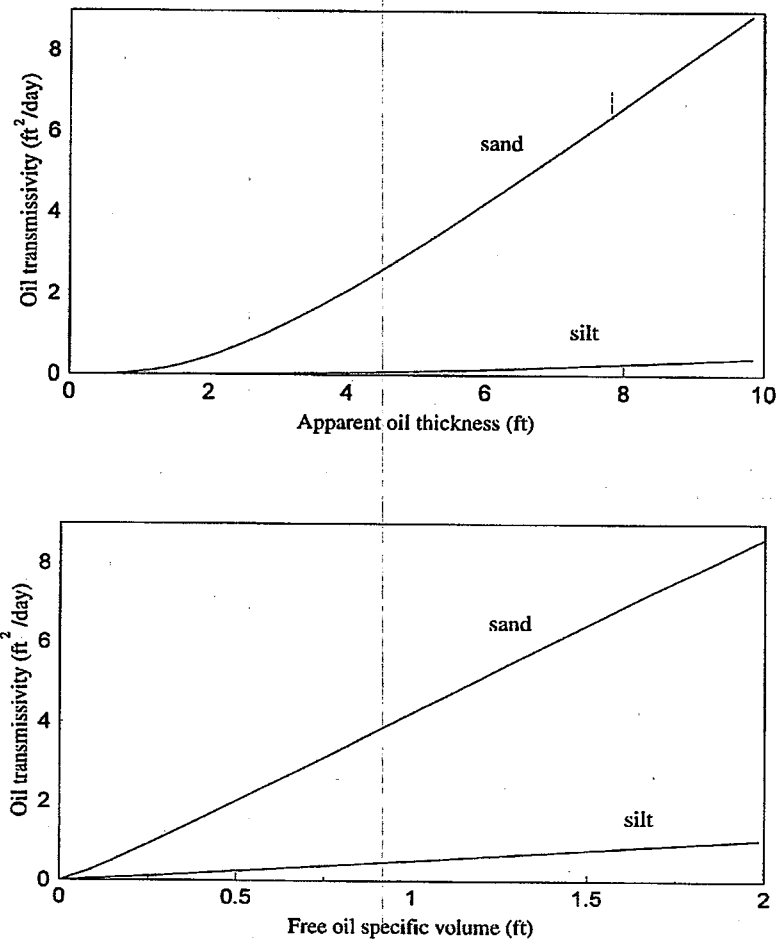 8
6
4
2
0
Oil transmissivity (ft²/day)
sand
silt
0 2 4 6 8 10
Apparent oil thickness (ft)
8
6
4
2
0
Oil transmissivity (ft²/day)
sand
silt
0 0.5 1 1.5 2
Free oil specific volume (ft)